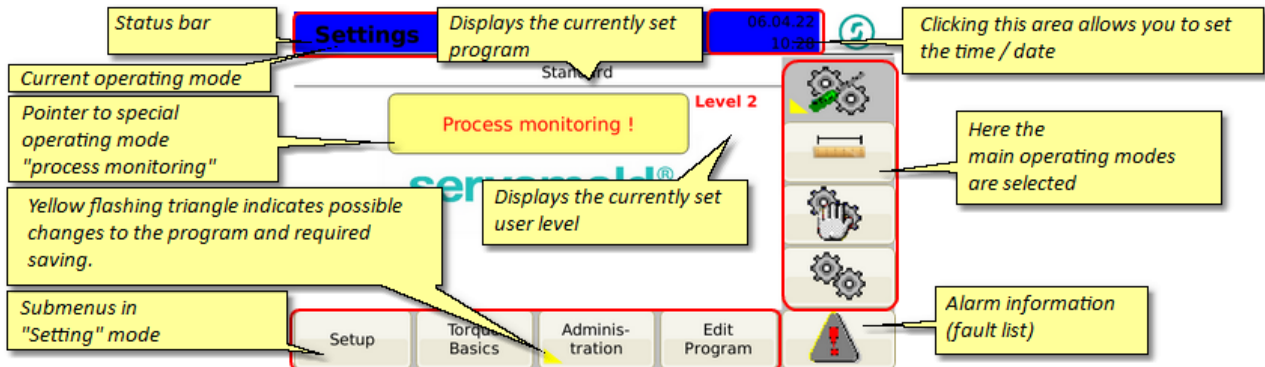 Status bar
Settings
Displays the currently set
program
06.04.22
10:28
Clicking this area allows you to set
the time / date
Current operating mode
Standard
Pointer to special
operating mode
"process monitoring"
Process monitoring !
Level 2
Here the
main operating modes
are selected
Yellow flashing triangle indicates possible
changes to the program and required
saving.
Displays the currently set
user level
Submenus in
"Setting" mode
Setup
Torque
Basics
Adminis-
tration
Edit
Program
Alarm information
(fault list)